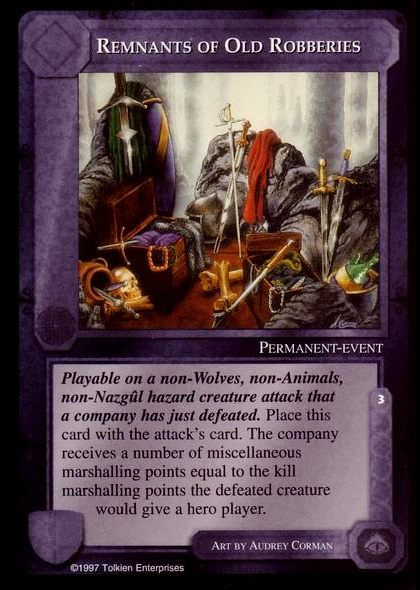 REMNANTS OF OLD ROBBERIES
PERMANENT-EVENT
Playable on a non-Wolves, non-Animals,
non-Nazgûl hazard creature attack that
a company has just defeated. Place this
card with the attack's card. The company
receives a number of miscellaneous
marshalling points equal to the kill
marshalling points the defeated creature
would give a hero player.
3
ART BY AUDREY CORMAN
©1997 Tolkien Enterprises